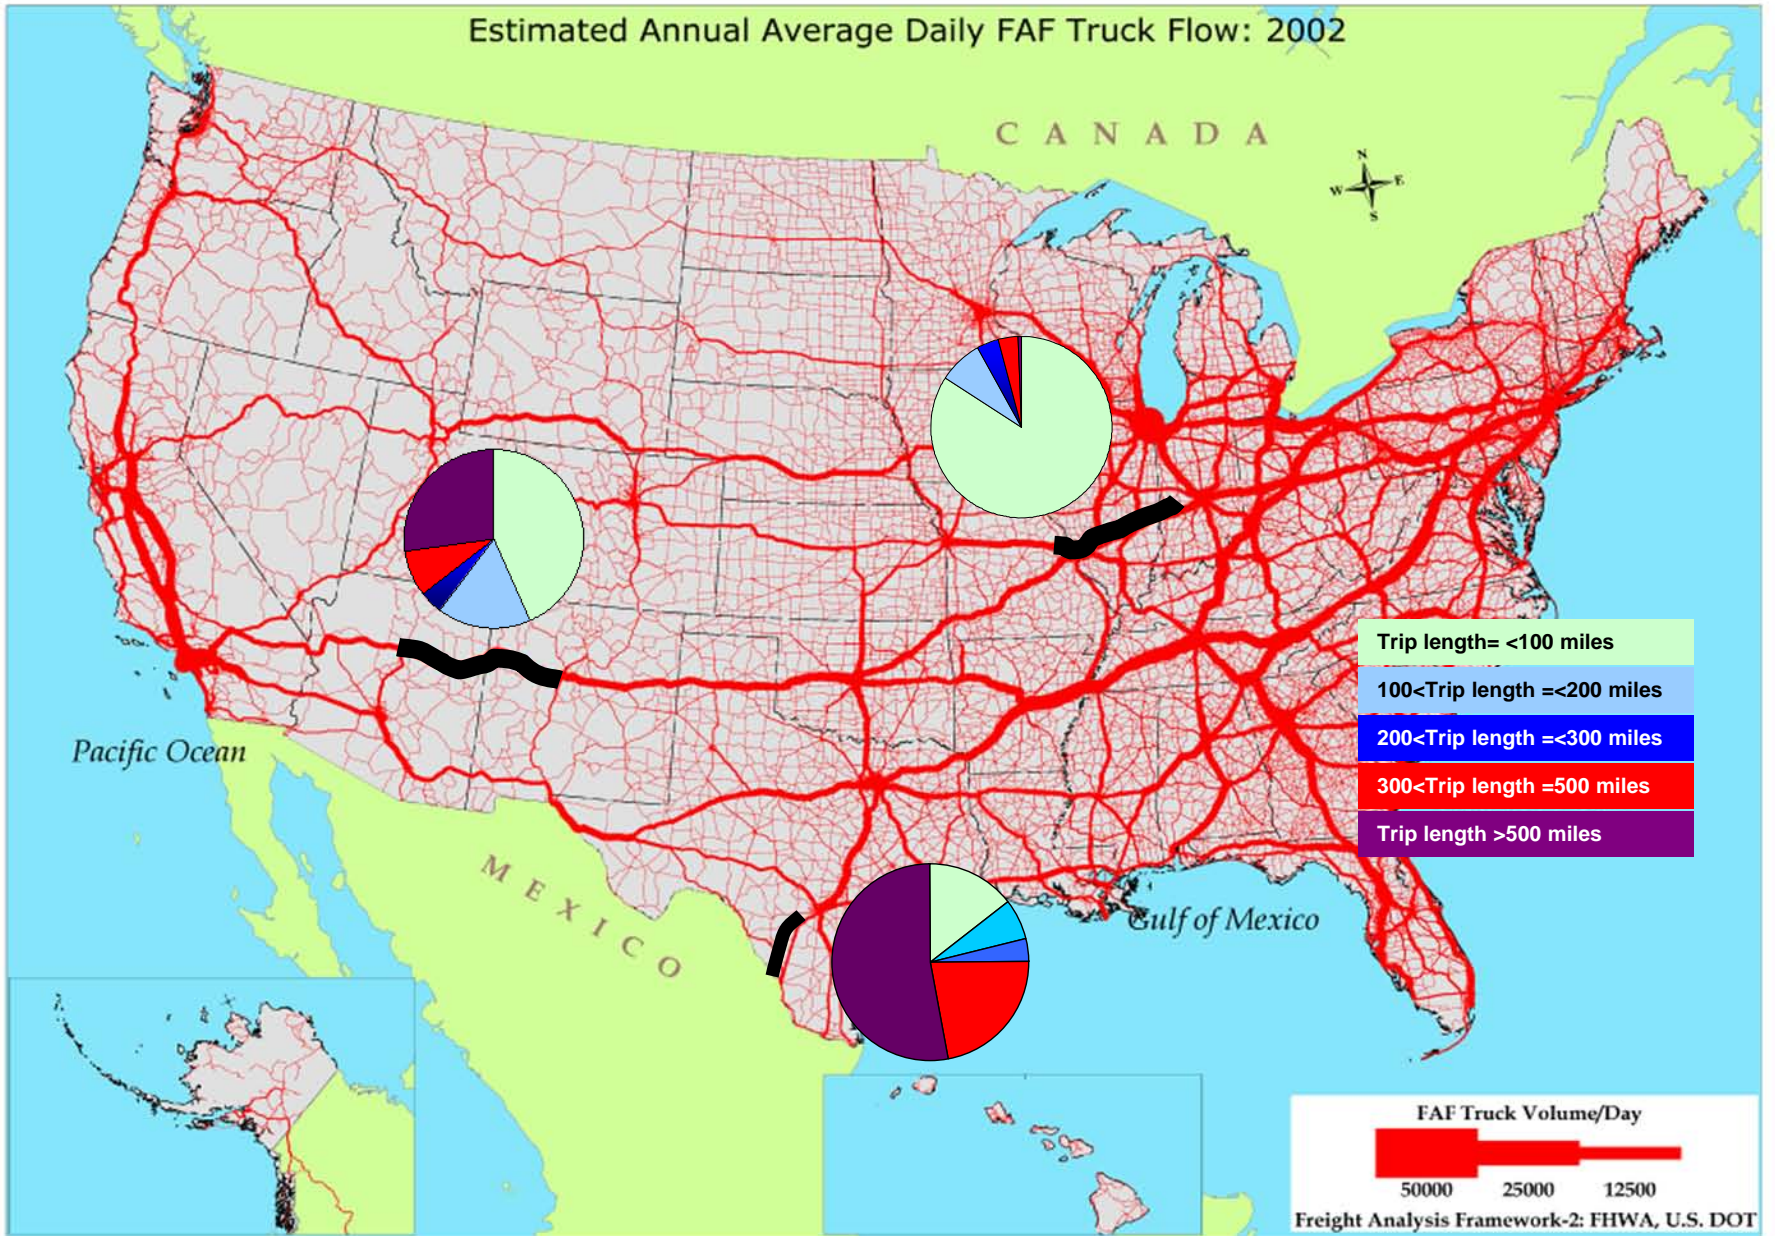 Estimated Annual Average Daily FAF Truck Flow: 2002
CANADA
N
W E
S
Trip length= <100 miles
100<Trip length =<200 miles
200<Trip length =<300 miles
300<Trip length =500 miles
Trip length >500 miles
Pacific Ocean
MEXICO
Gulf of Mexico
FAF Truck Volume/Day
50000 25000 12500
Freight Analysis Framework-2: FHWA, U.S. DOT